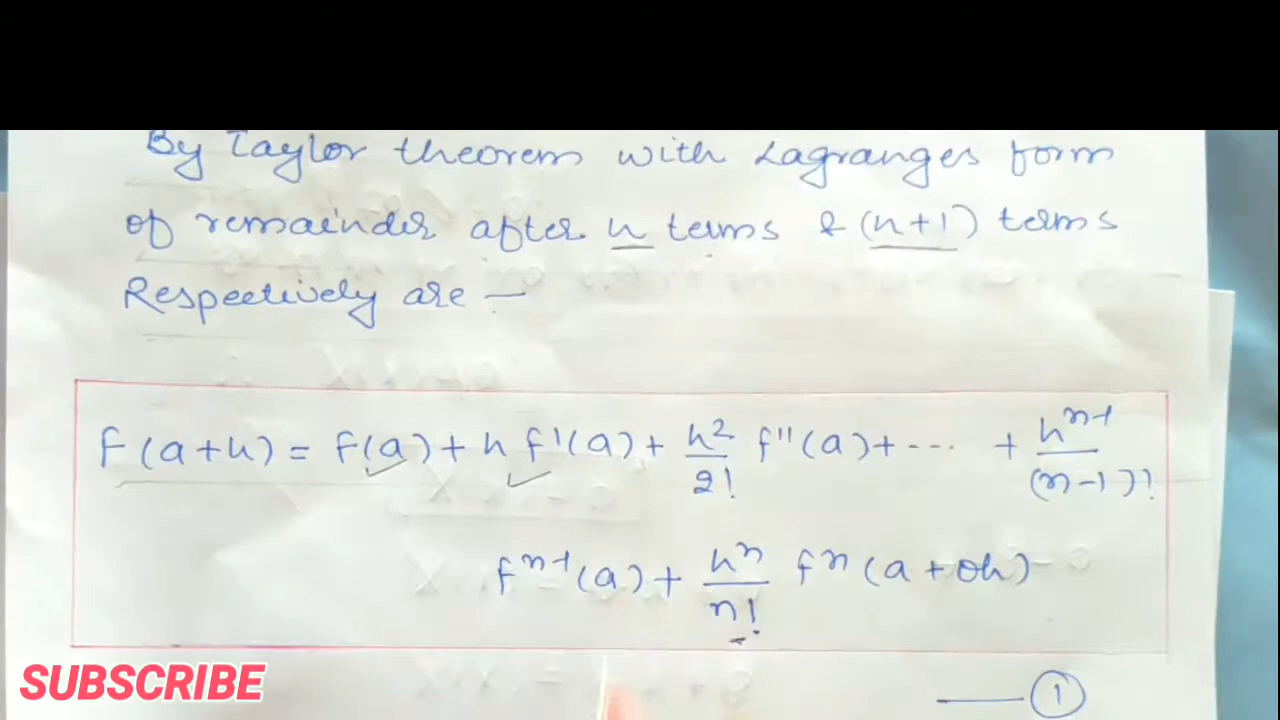 By Taylor theorem with Lagranges form
of remainder after n terms & (n+1) terms
Respectively are —
f(a+h) = f(a) + h f'(a) + h²/2! f''(a) + --- + hⁿ⁻¹/(n-1)!
fⁿ⁻¹(a) + hⁿ/n! fⁿ(a+θh)
SUBSCRIBE
— ①